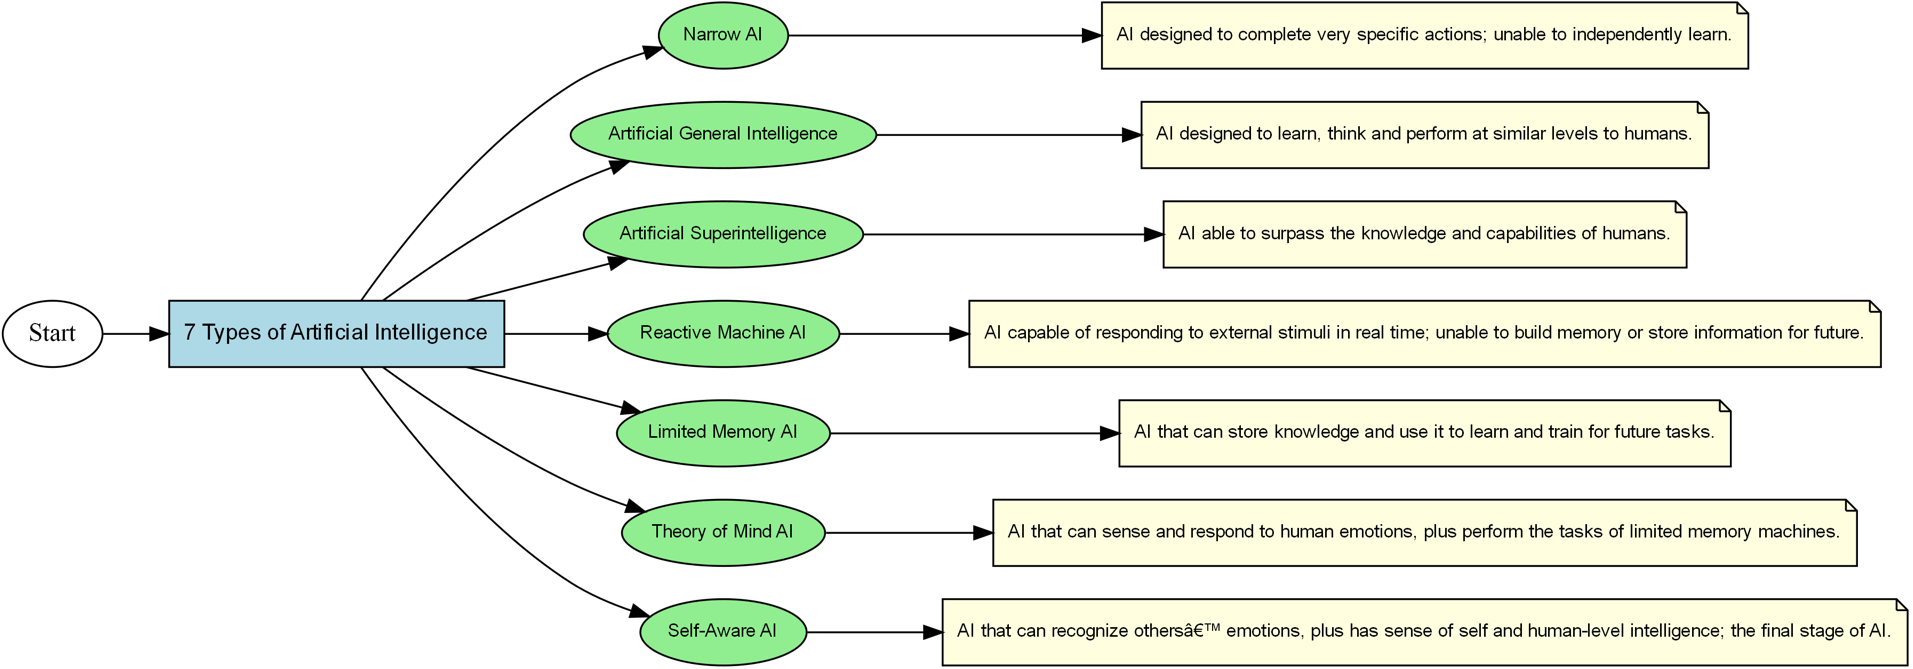 Start
7 Types of Artificial Intelligence
Narrow AI
AI designed to complete very specific actions; unable to independently learn.
Artificial General Intelligence
AI designed to learn, think and perform at similar levels to humans.
Artificial Superintelligence
AI able to surpass the knowledge and capabilities of humans.
Reactive Machine AI
AI capable of responding to external stimuli in real time; unable to build memory or store information for future.
Limited Memory AI
AI that can store knowledge and use it to learn and train for future tasks.
Theory of Mind AI
AI that can sense and respond to human emotions, plus perform the tasks of limited memory machines.
Self-Aware AI
AI that can recognize othersâ€™ emotions, plus has sense of self and human-level intelligence; the final stage of AI.